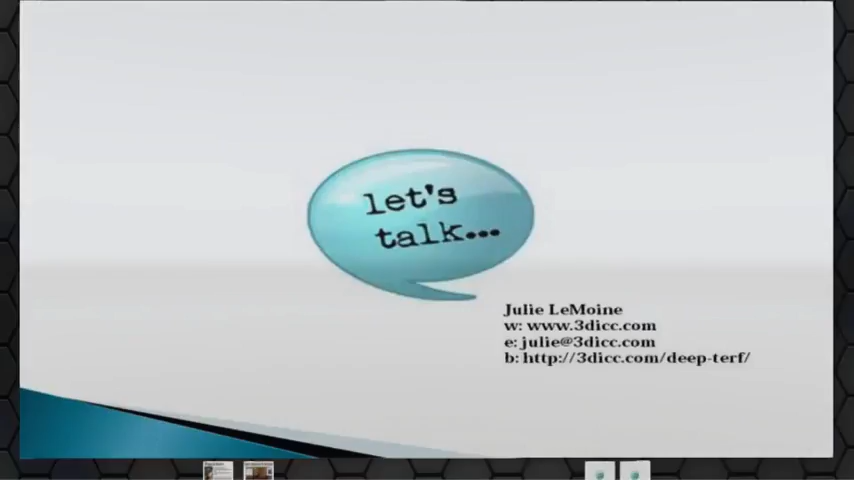 let's
talk...
Julie LeMoine
w: www.3dicc.com
e: julie@3dicc.com
b: http://3dicc.com/deep-terf/